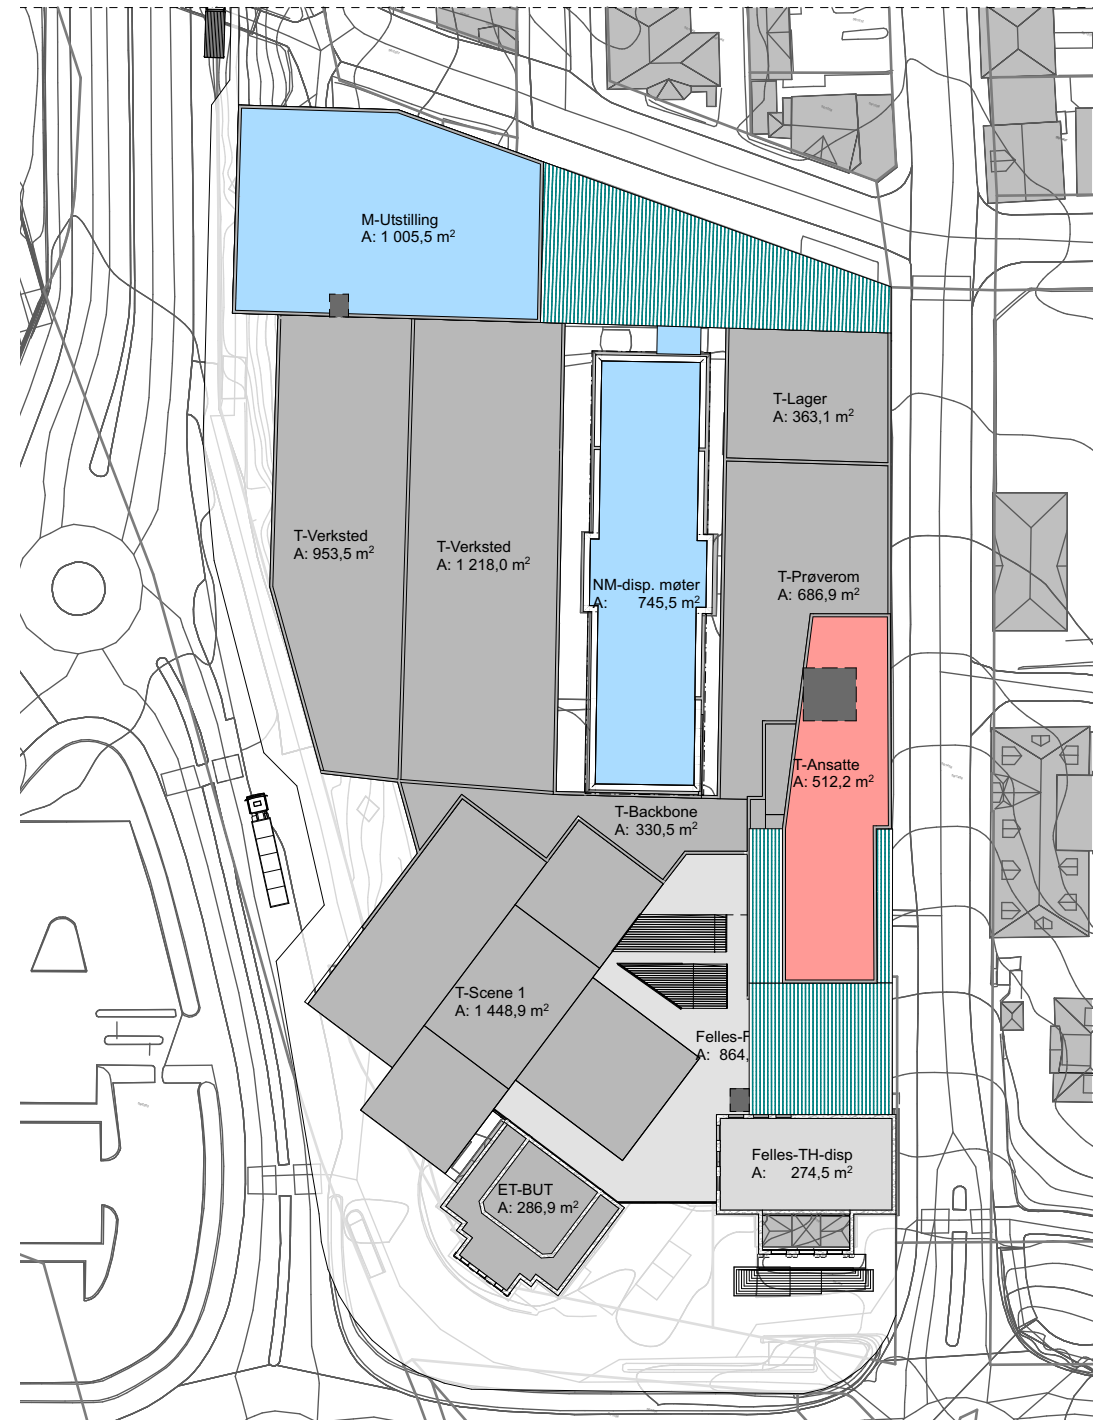 M-Utstilling
A: 1 005,5 m²
T-Lager
A: 363,1 m²
T-Verksted
A: 953,5 m²
T-Verksted
A: 1 218,0 m²
NM-disp. møter
A: 745,5 m²
T-Prøverom
A: 686,9 m²
T-Ansatte
A: 512,2 m²
T-Backbone
A: 330,5 m²
T-Scene 1
A: 1 448,9 m²
Felles-F
A: 864,
Felles-TH-disp
A: 274,5 m²
ET-BUT
A: 286,9 m²